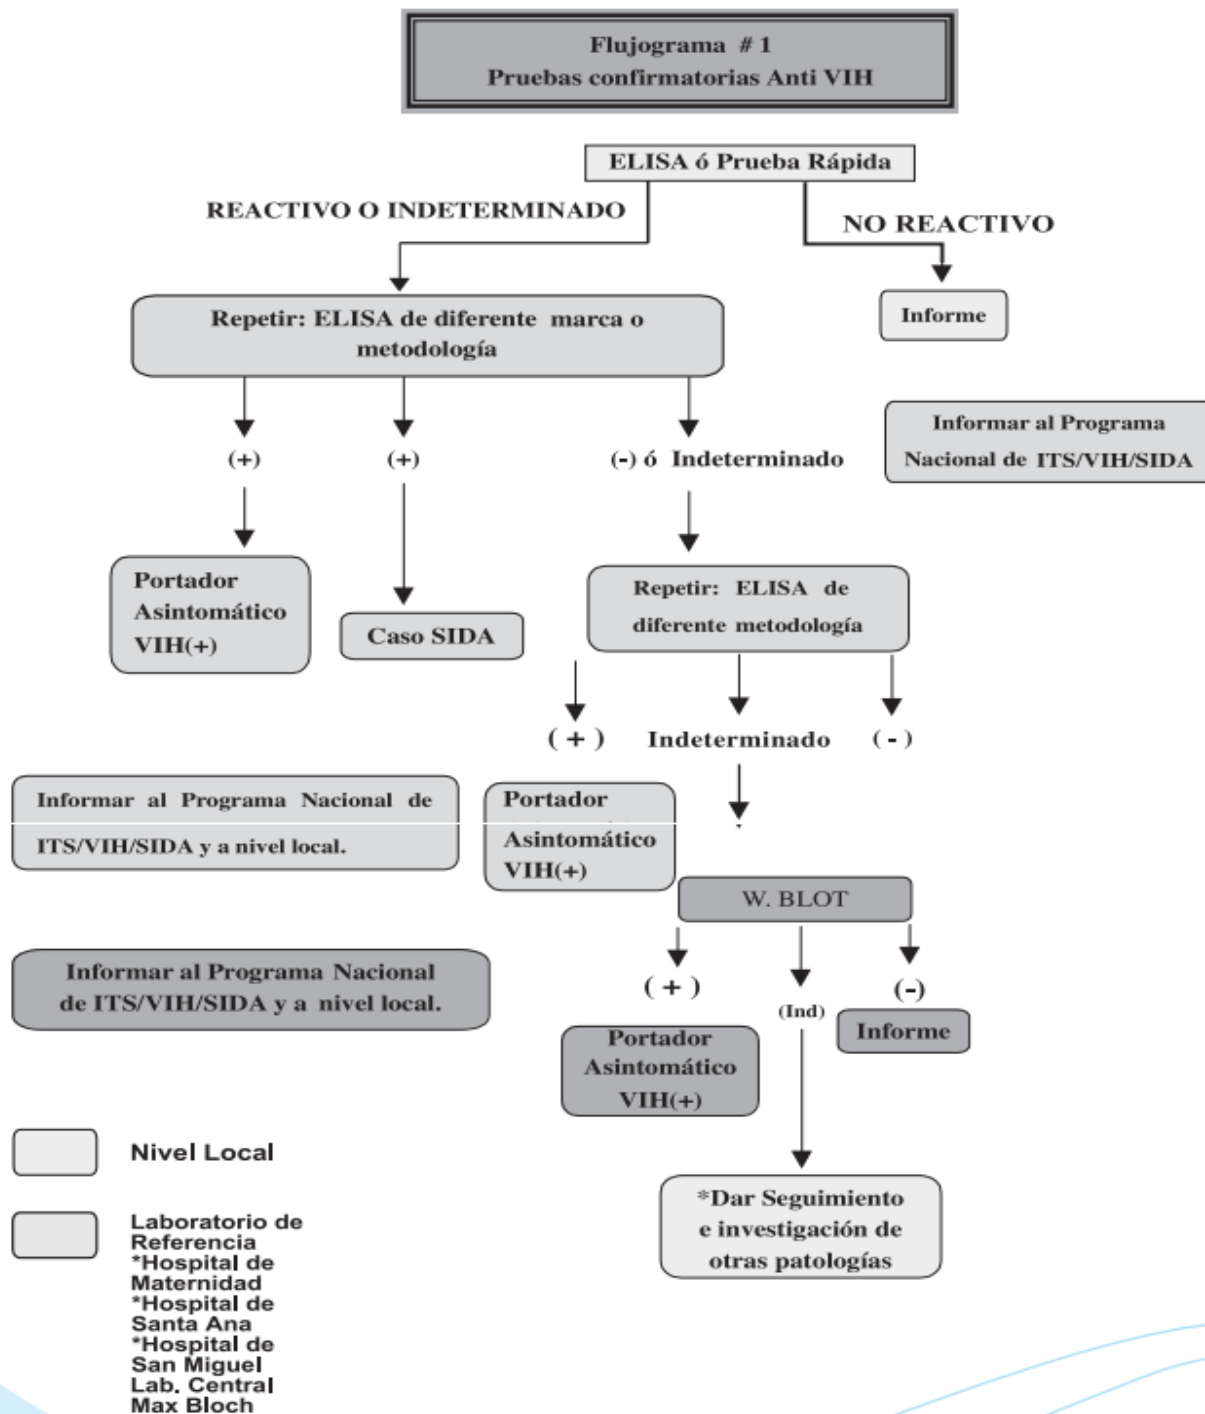 Flujograma # 1
Pruebas confirmatorias Anti VIH
ELISA ó Prueba Rápida
REACTIVO O INDETERMINADO
NO REACTIVO
Repetir: ELISA de diferente marca o
metodología
Informe
Informar al Programa
Nacional de ITS/VIH/SIDA
(+)
(+)
(-) ó Indeterminado
Portador
Asintomático
VIH(+)
Caso SIDA
Repetir: ELISA de
diferente metodología
( + )
Indeterminado
( - )
Informar al Programa Nacional de
ITS/VIH/SIDA y a nivel local.
Portador
Asintomático
VIH(+)
W. BLOT
Informar al Programa Nacional
de ITS/VIH/SIDA y a nivel local.
( + )
(Ind)
(-)
Portador
Asintomático
VIH(+)
Informe
*Dar Seguimiento
e investigación de
otras patologías
Nivel Local
Laboratorio de
Referencia
*Hospital de
Maternidad
*Hospital de
Santa Ana
*Hospital de
San Miguel
Lab. Central
Max Bloch